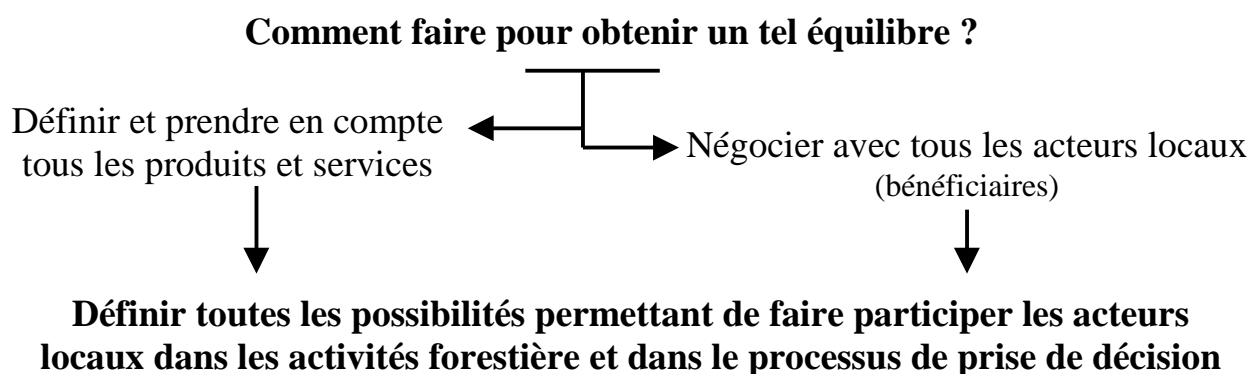 Comment faire pour obtenir un tel équilibre ?
Définir et prendre en compte
tous les produits et services
Négocier avec tous les acteurs locaux
(bénéficiaires)
Définir toutes les possibilités permettant de faire participer les acteurs
locaux dans les activités forestière et dans le processus de prise de décision